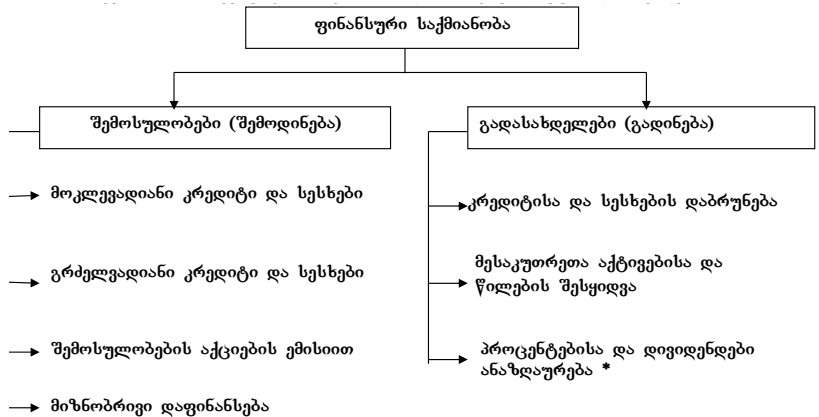 ფინანსური საქმიანობა
შემოსულობები (შემოდინება)
მოკლევადიანი კრედიტი და სესხები
გრძელვადიანი კრედიტი და სესხები
შემოსულობების აქციების ემისიით
მიზნობრივი დაფინანსება
გადასახდელები (გადინება)
კრედიტისა და სესხების დაბრუნება
მესაკუთრეთა აქტივებისა და
წილების შესყიდვა
პროცენტებისა და დივიდენდები
ანაზღაურება *